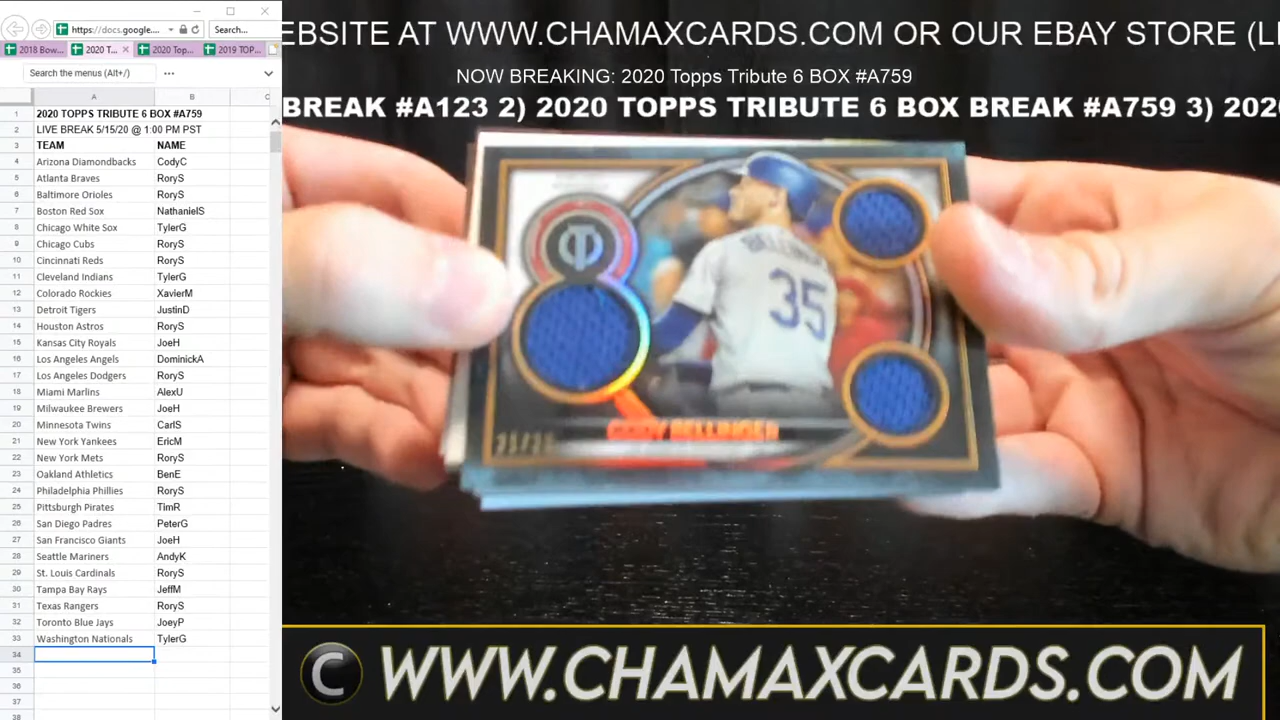 https://docs.google....
Search...
2018 Bow...
2020 T...
2020 Top...
2019 TOP...
Search the menus (Alt+/)
A B C
1 2020 TOPPS TRIBUTE 6 BOX #A759
2 LIVE BREAK 5/15/20 @ 1:00 PM PST
3 TEAM NAME
4 Arizona Diamondbacks CodyC
5 Atlanta Braves RoryS
6 Baltimore Orioles RoryS
7 Boston Red Sox NathanielS
8 Chicago White Sox TylerG
9 Chicago Cubs RoryS
10 Cincinnati Reds RoryS
11 Cleveland Indians TylerG
12 Colorado Rockies XavierM
13 Detroit Tigers JustinD
14 Houston Astros RoryS
15 Kansas City Royals JoeH
16 Los Angeles Angels DominickA
17 Los Angeles Dodgers RoryS
18 Miami Marlins AlexU
19 Milwaukee Brewers JoeH
20 Minnesota Twins CarlS
21 New York Yankees EricM
22 New York Mets RoryS
23 Oakland Athletics BenE
24 Philadelphia Phillies RoryS
25 Pittsburgh Pirates TimR
26 San Diego Padres PeterG
27 San Francisco Giants JoeH
28 Seattle Mariners AndyK
29 St. Louis Cardinals RoryS
30 Tampa Bay Rays JeffM
31 Texas Rangers RoryS
32 Toronto Blue Jays JoeyP
33 Washington Nationals TylerG
34
35
36
37
38
EBSITE AT WWW.CHAMAXCARDS.COM OR OUR EBAY STORE (LI
NOW BREAKING: 2020 Topps Tribute 6 BOX #A759
BREAK #A123 2) 2020 TOPPS TRIBUTE 6 BOX BREAK #A759 3) 202
BELLINGER
35
CODY BELLINGER
C WWW.CHAMAXCARDS.COM